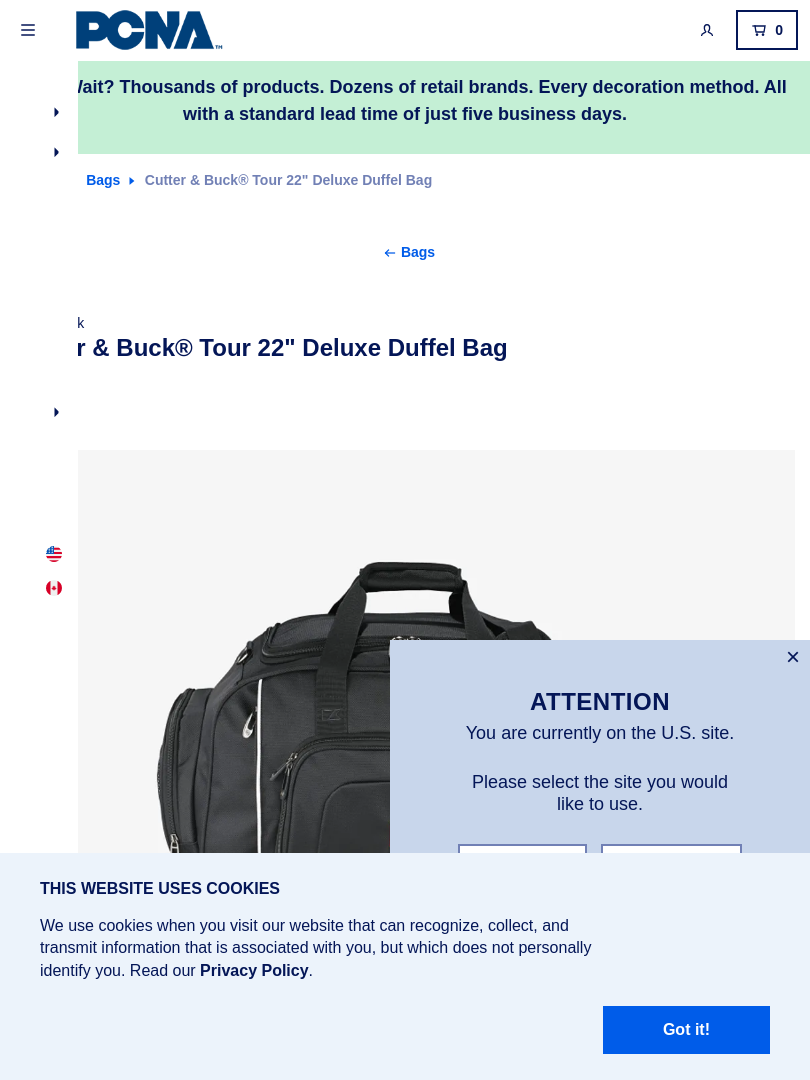 PCNA™
0
Wait? Thousands of products. Dozens of retail brands. Every decoration method. All
with a standard lead time of just five business days.
Bags Cutter & Buck® Tour 22" Deluxe Duffel Bag
Bags
k
r & Buck® Tour 22" Deluxe Duffel Bag
ATTENTION
You are currently on the U.S. site.
Please select the site you would
like to use.
THIS WEBSITE USES COOKIES
We use cookies when you visit our website that can recognize, collect, and
transmit information that is associated with you, but which does not personally
identify you. Read our Privacy Policy.
Got it!